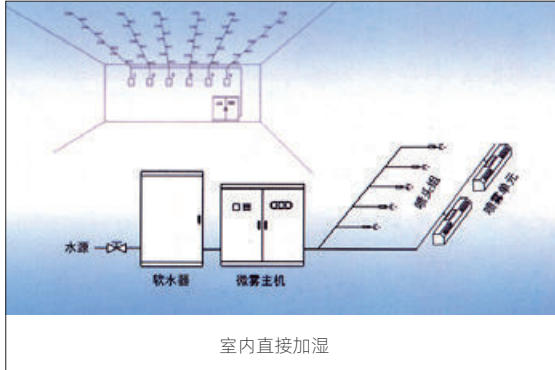 喷头组
喷雾单元
水源
软水器
微雾主机
室内直接加湿